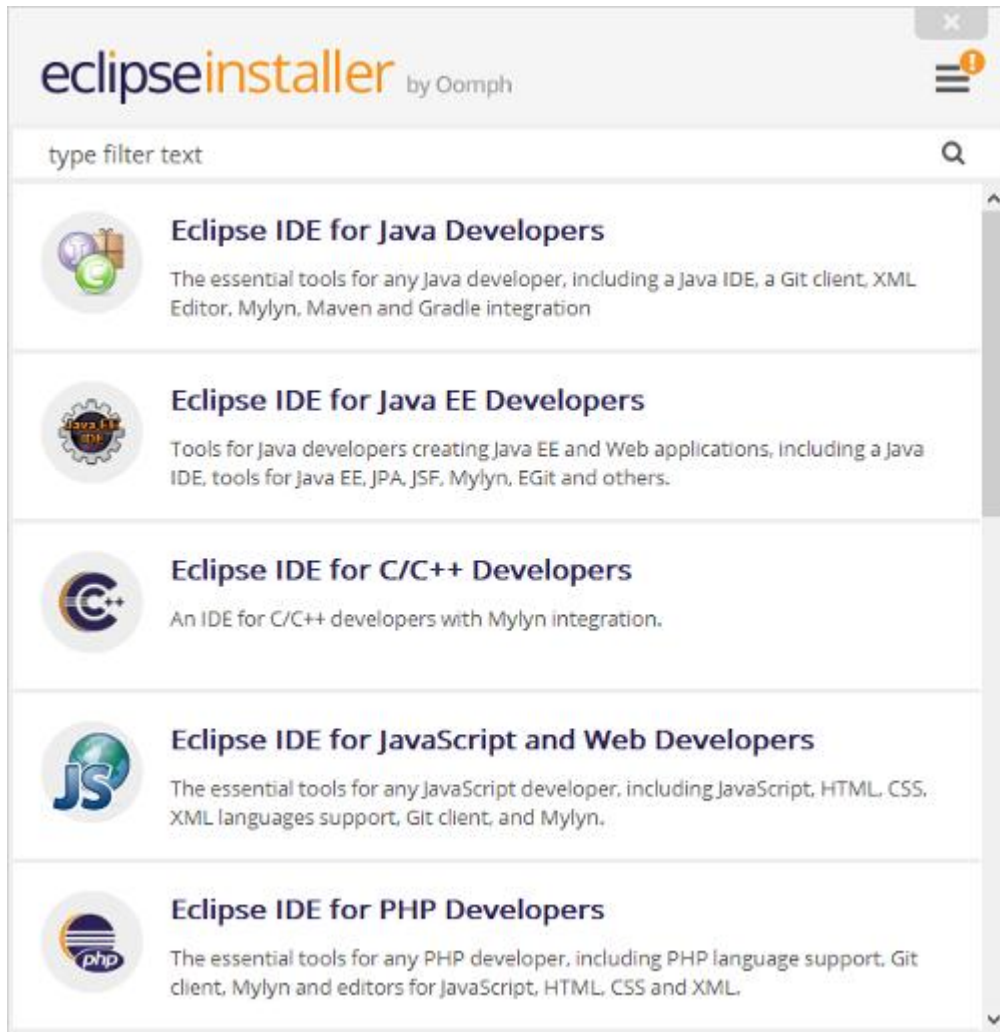 eclipseinstaller by Oomph
type filter text
Eclipse IDE for Java Developers
The essential tools for any Java developer, including a Java IDE, a Git client, XML
Editor, Mylyn, Maven and Gradle integration
Java EE
IDE
Eclipse IDE for Java EE Developers
Tools for Java developers creating Java EE and Web applications, including a Java
IDE, tools for Java EE, JPA, JSF, Mylyn, EGit and others.
C++
Eclipse IDE for C/C++ Developers
An IDE for C/C++ developers with Mylyn integration.
JS
Eclipse IDE for JavaScript and Web Developers
The essential tools for any JavaScript developer, including JavaScript, HTML, CSS,
XML languages support, Git client, and Mylyn.
php
Eclipse IDE for PHP Developers
The essential tools for any PHP developer, including PHP language support, Git
client, Mylyn and editors for JavaScript, HTML, CSS and XML.